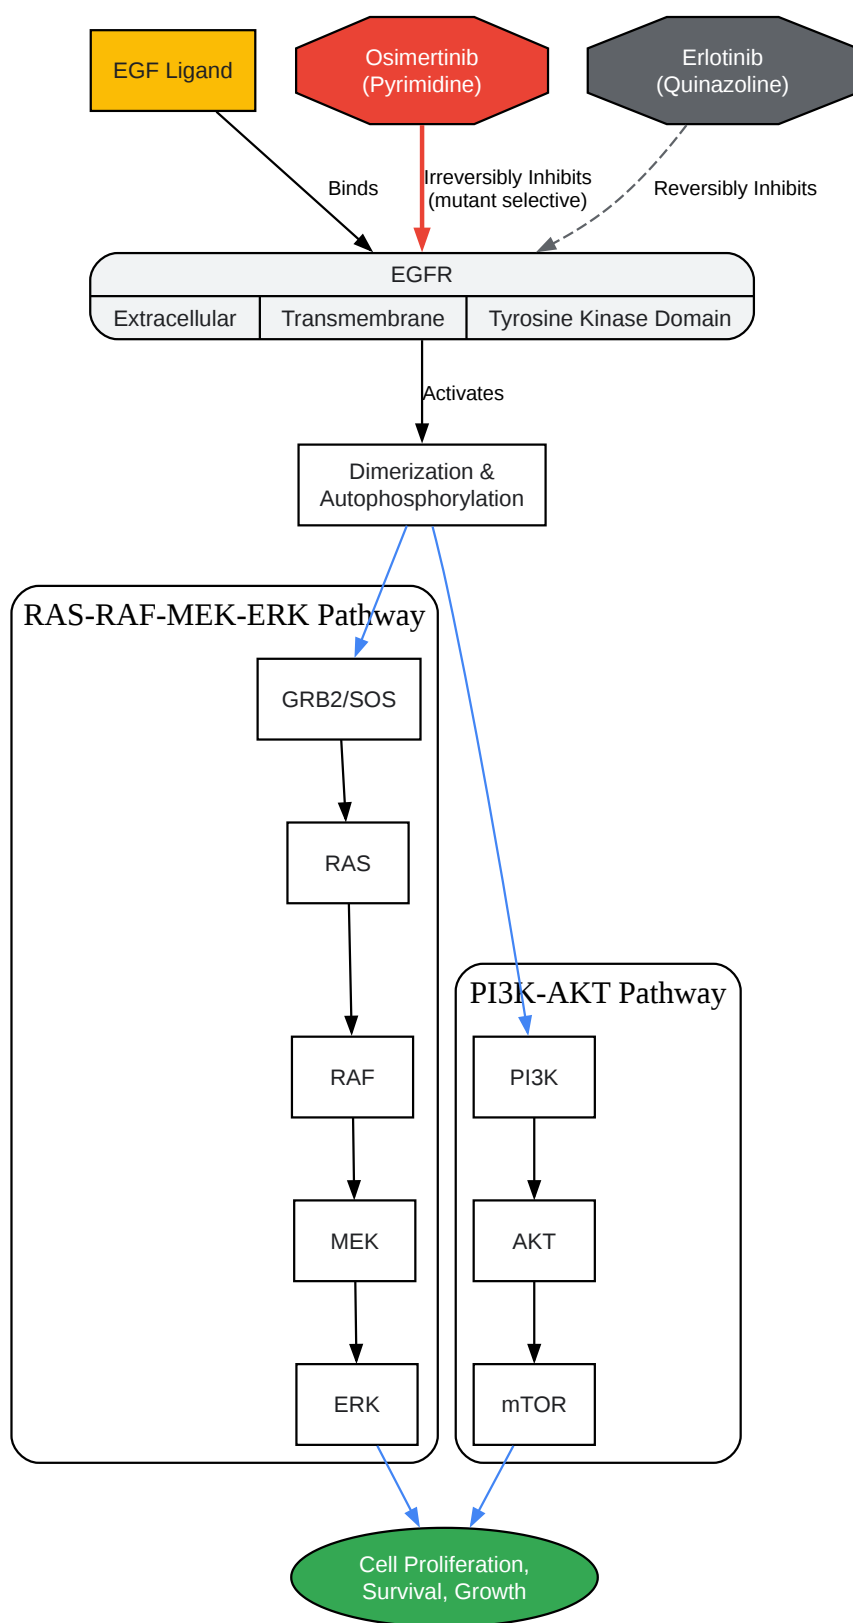 EGF Ligand
Osimertinib
(Pyrimidine)
Erlotinib
(Quinazoline)
Binds
Irreversibly Inhibits
(mutant selective)
Reversibly Inhibits
EGFR
Extracellular
Transmembrane
Tyrosine Kinase Domain
Activates
Dimerization &
Autophosphorylation
RAS-RAF-MEK-ERK Pathway
GRB2/SOS
RAS
RAF
MEK
ERK
PI3K-AKT Pathway
PI3K
AKT
mTOR
Cell Proliferation,
Survival, Growth